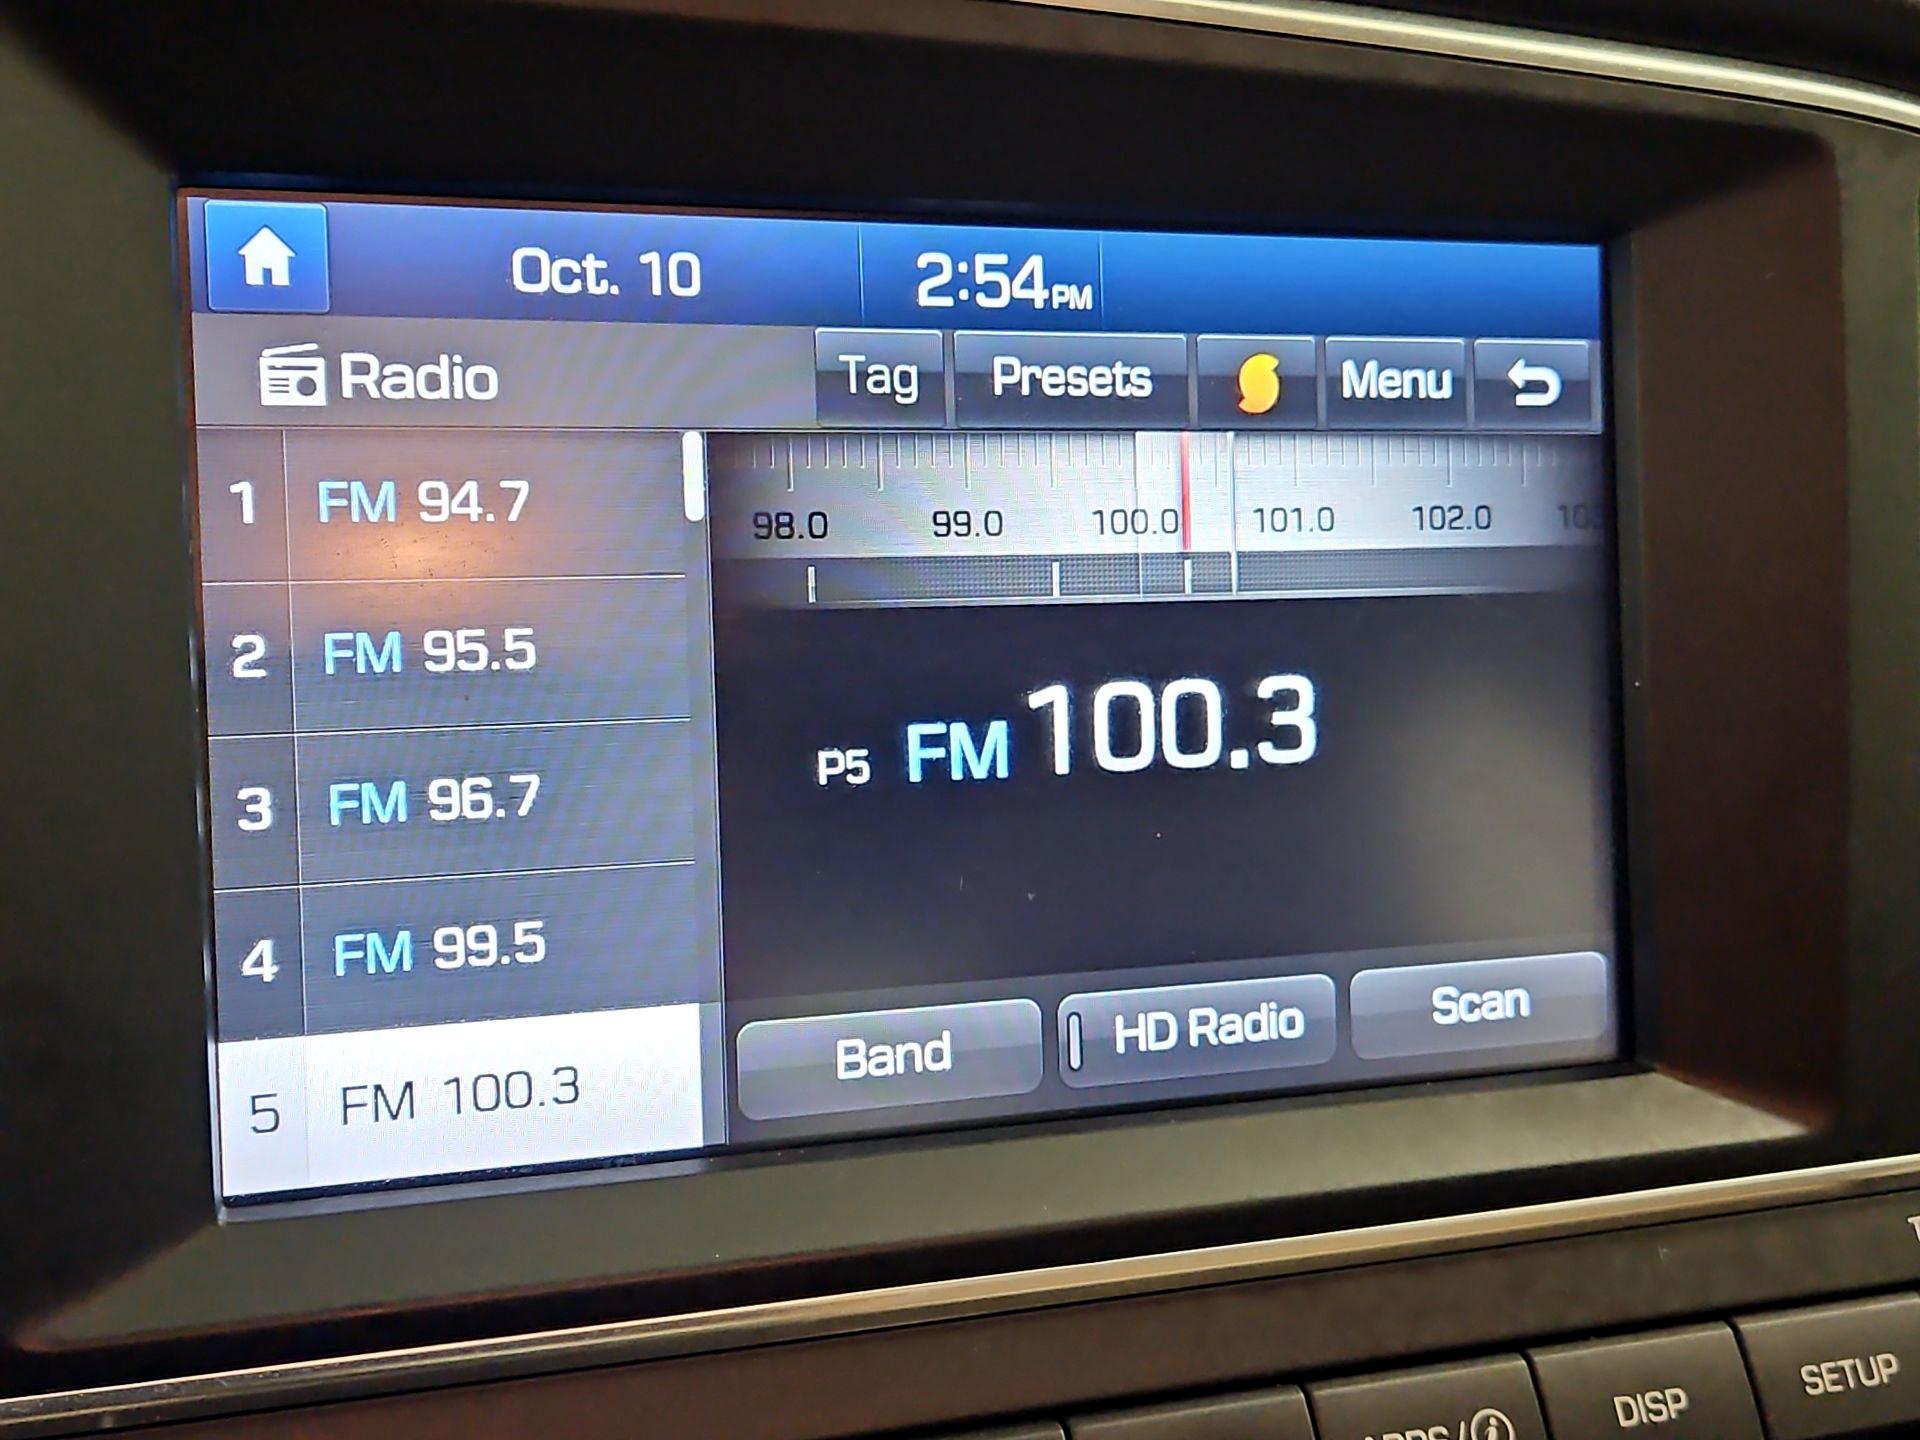 Oct. 10 2:54 PM
Radio Tag Presets Menu
1 FM 94.7
2 FM 95.5
3 FM 96.7
4 FM 99.5
5 FM 100.3
98.0 99.0 100.0 101.0 102.0
P5 FM 100.3
Band HD Radio Scan
DISP SETUP